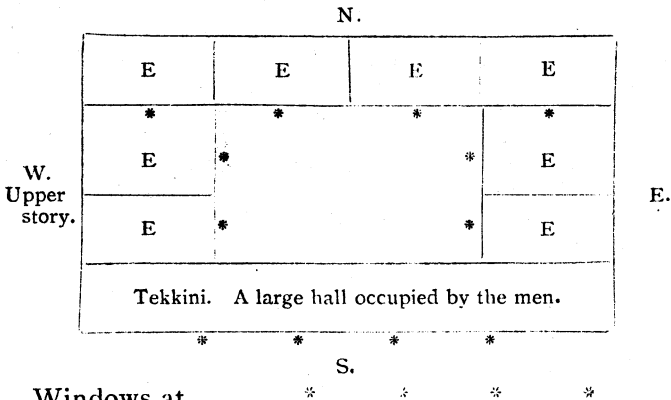 N.
E E E E
* * * *
W.
Upper
story.
E * * E
E.
E * * E
Tekkini. A large hall occupied by the men.
* * * *
S.
Windows at * * * *